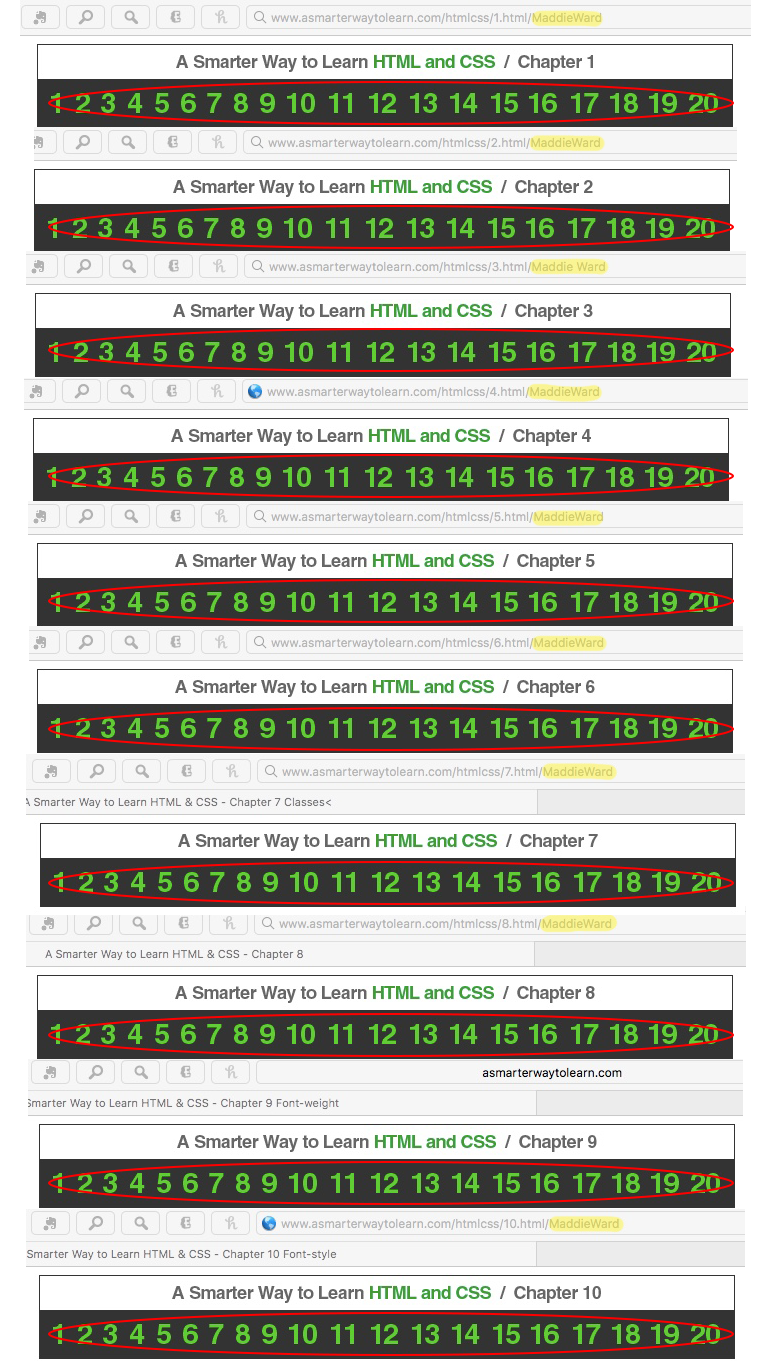 www.asmarterwaytolearn.com/htmlcss/1.html/MaddieWard
A Smarter Way to Learn HTML and CSS / Chapter 1
1 2 3 4 5 6 7 8 9 10 11 12 13 14 15 16 17 18 19 20
www.asmarterwaytolearn.com/htmlcss/2.html/MaddieWard
A Smarter Way to Learn HTML and CSS / Chapter 2
1 2 3 4 5 6 7 8 9 10 11 12 13 14 15 16 17 18 19 20
www.asmarterwaytolearn.com/htmlcss/3.html/Maddie Ward
A Smarter Way to Learn HTML and CSS / Chapter 3
1 2 3 4 5 6 7 8 9 10 11 12 13 14 15 16 17 18 19 20
www.asmarterwaytolearn.com/htmlcss/4.html/MaddieWard
A Smarter Way to Learn HTML and CSS / Chapter 4
1 2 3 4 5 6 7 8 9 10 11 12 13 14 15 16 17 18 19 20
www.asmarterwaytolearn.com/htmlcss/5.html/MaddieWard
A Smarter Way to Learn HTML and CSS / Chapter 5
1 2 3 4 5 6 7 8 9 10 11 12 13 14 15 16 17 18 19 20
www.asmarterwaytolearn.com/htmlcss/6.html/MaddieWard
A Smarter Way to Learn HTML and CSS / Chapter 6
1 2 3 4 5 6 7 8 9 10 11 12 13 14 15 16 17 18 19 20
www.asmarterwaytolearn.com/htmlcss/7.html/MaddieWard
A Smarter Way to Learn HTML & CSS - Chapter 7 Classes<
A Smarter Way to Learn HTML and CSS / Chapter 7
1 2 3 4 5 6 7 8 9 10 11 12 13 14 15 16 17 18 19 20
www.asmarterwaytolearn.com/htmlcss/8.html/MaddieWard
A Smarter Way to Learn HTML & CSS - Chapter 8
A Smarter Way to Learn HTML and CSS / Chapter 8
1 2 3 4 5 6 7 8 9 10 11 12 13 14 15 16 17 18 19 20
asmarterwaytolearn.com
Smarter Way to Learn HTML & CSS - Chapter 9 Font-weight
A Smarter Way to Learn HTML and CSS / Chapter 9
1 2 3 4 5 6 7 8 9 10 11 12 13 14 15 16 17 18 19 20
www.asmarterwaytolearn.com/htmlcss/10.html/MaddieWard
Smarter Way to Learn HTML & CSS - Chapter 10 Font-style
A Smarter Way to Learn HTML and CSS / Chapter 10
1 2 3 4 5 6 7 8 9 10 11 12 13 14 15 16 17 18 19 20